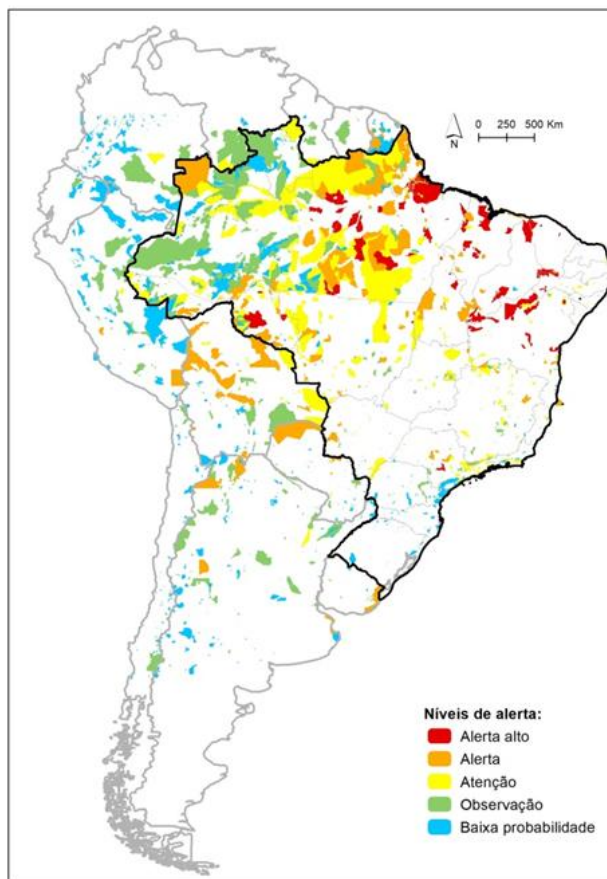 0 250 500 Km
N
Níveis de alerta:
Alerta alto
Alerta
Atenção
Observação
Baixa probabilidade